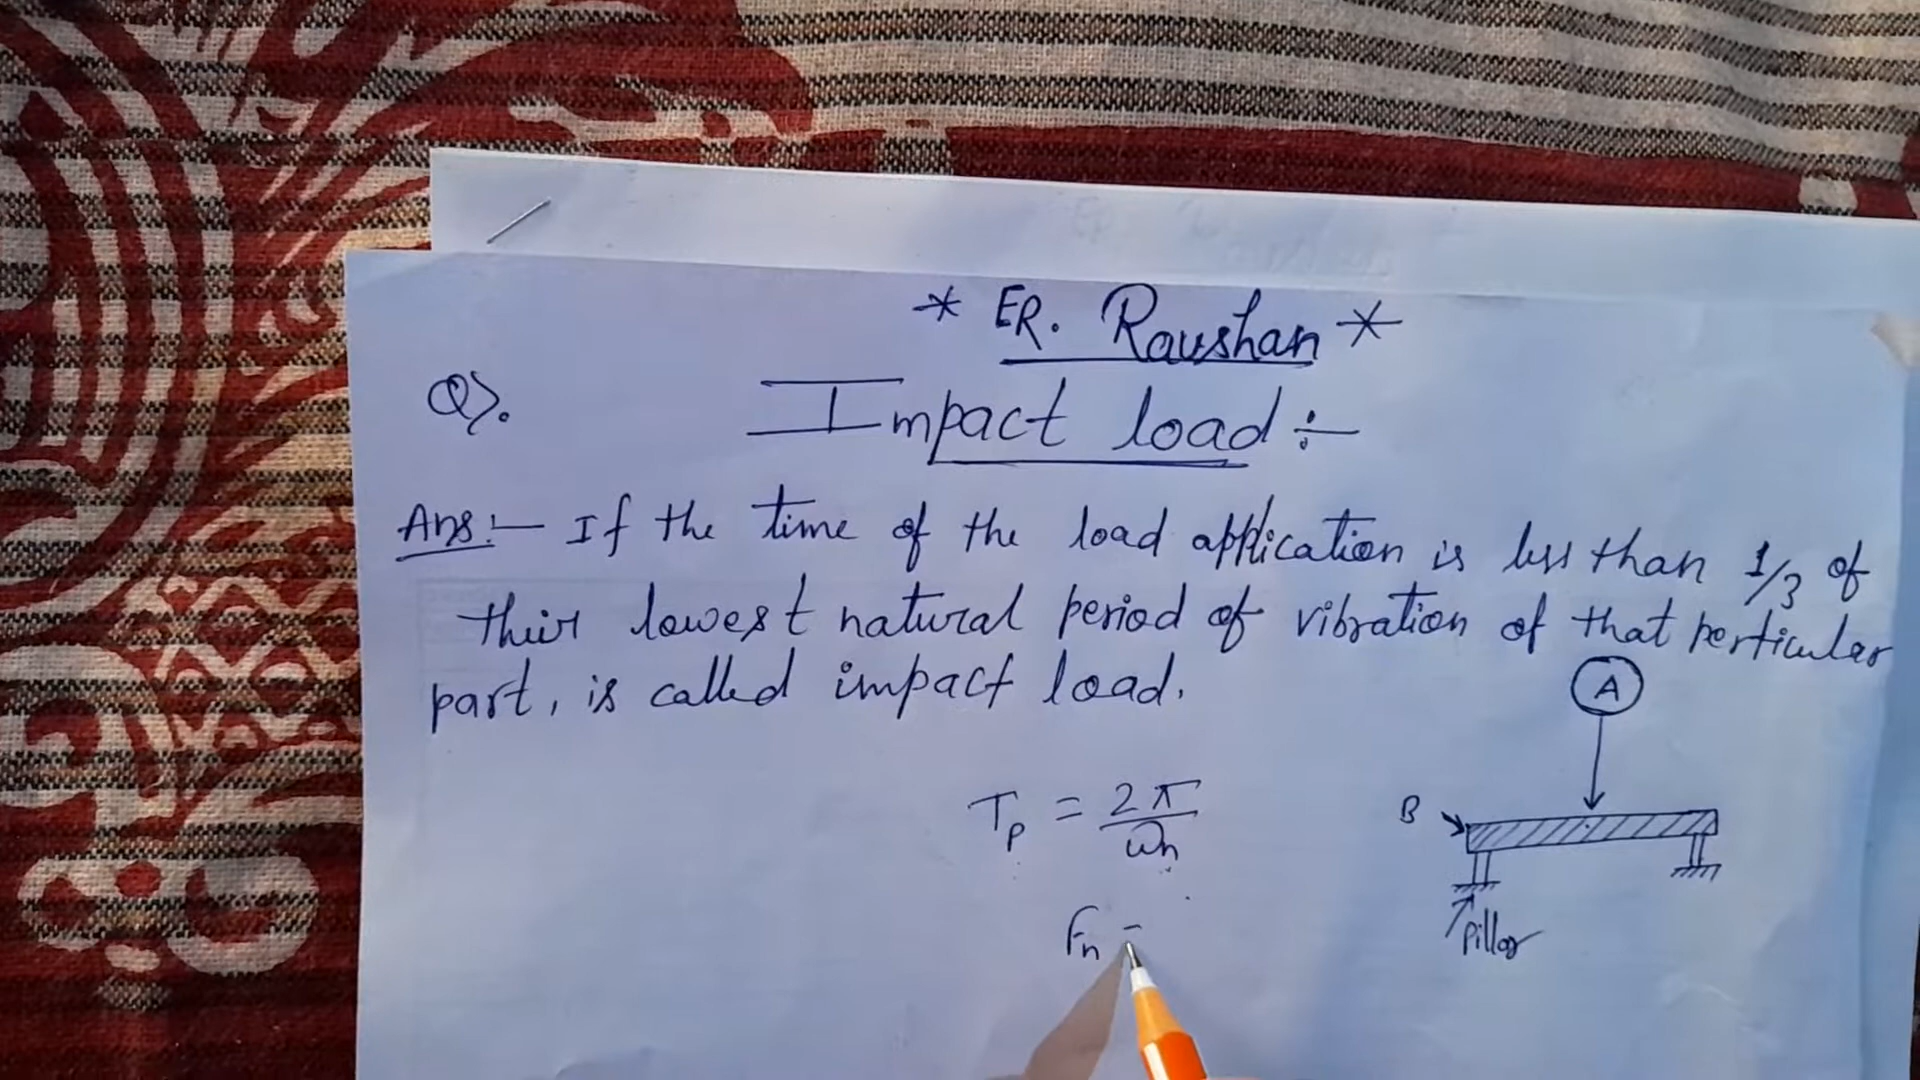 * ER. Raushan *
Q>. Impact load :-
Ans:- If the time of the load application is less than 1/3 of
their lowest natural period of vibration of that perticular
part, is called impact load.
A
Tp = 2π/ωn
B
Fn =
Pillar